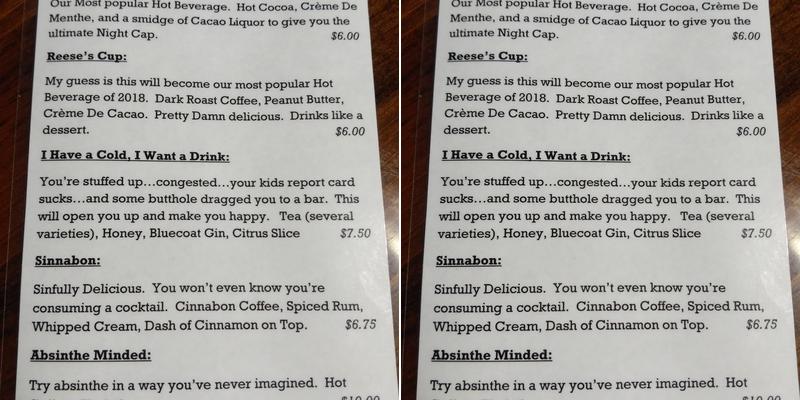 Our Most popular Hot Beverage. Hot Cocoa, Crème De
Menthe, and a smidge of Cacao Liquor to give you the
ultimate Night Cap. $6.00
Reese's Cup:
My guess is this will become our most popular Hot
Beverage of 2018. Dark Roast Coffee, Peanut Butter,
Crème De Cacao. Pretty Damn delicious. Drinks like a
dessert. $6.00
I Have a Cold, I Want a Drink:
You're stuffed up...congested...your kids report card
sucks...and some butthole dragged you to a bar. This
will open you up and make you happy. Tea (several
varieties), Honey, Bluecoat Gin, Citrus Slice $7.50
Sinnabon:
Sinfully Delicious. You won't even know you're
consuming a cocktail. Cinnabon Coffee, Spiced Rum,
Whipped Cream, Dash of Cinnamon on Top. $6.75
Absinthe Minded:
Try absinthe in a way you've never imagined. Hot
$10.00
Our Most popular Hot Beverage. Hot Cocoa, Crème De
Menthe, and a smidge of Cacao Liquor to give you the
ultimate Night Cap. $6.00
Reese's Cup:
My guess is this will become our most popular Hot
Beverage of 2018. Dark Roast Coffee, Peanut Butter,
Crème De Cacao. Pretty Damn delicious. Drinks like a
dessert. $6.00
I Have a Cold, I Want a Drink:
You're stuffed up...congested...your kids report card
sucks...and some butthole dragged you to a bar. This
will open you up and make you happy. Tea (several
varieties), Honey, Bluecoat Gin, Citrus Slice $7.50
Sinnabon:
Sinfully Delicious. You won't even know you're
consuming a cocktail. Cinnabon Coffee, Spiced Rum,
Whipped Cream, Dash of Cinnamon on Top. $6.75
Absinthe Minded:
Try absinthe in a way you've never imagined. Hot
$10.00